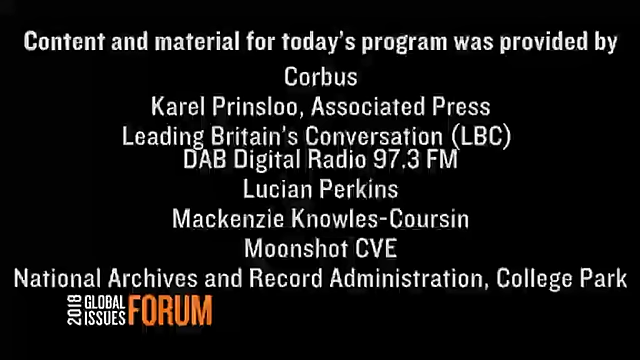 Content and material for today's program was provided by
Corbus
Karel Prinsloo, Associated Press
Leading Britain's Conversation (LBC)
DAB Digital Radio 97.3 FM
Lucian Perkins
Mackenzie Knowles-Coursin
Moonshot CVE
National Archives and Record Administration, College Park
2018 GLOBAL ISSUES FORUM